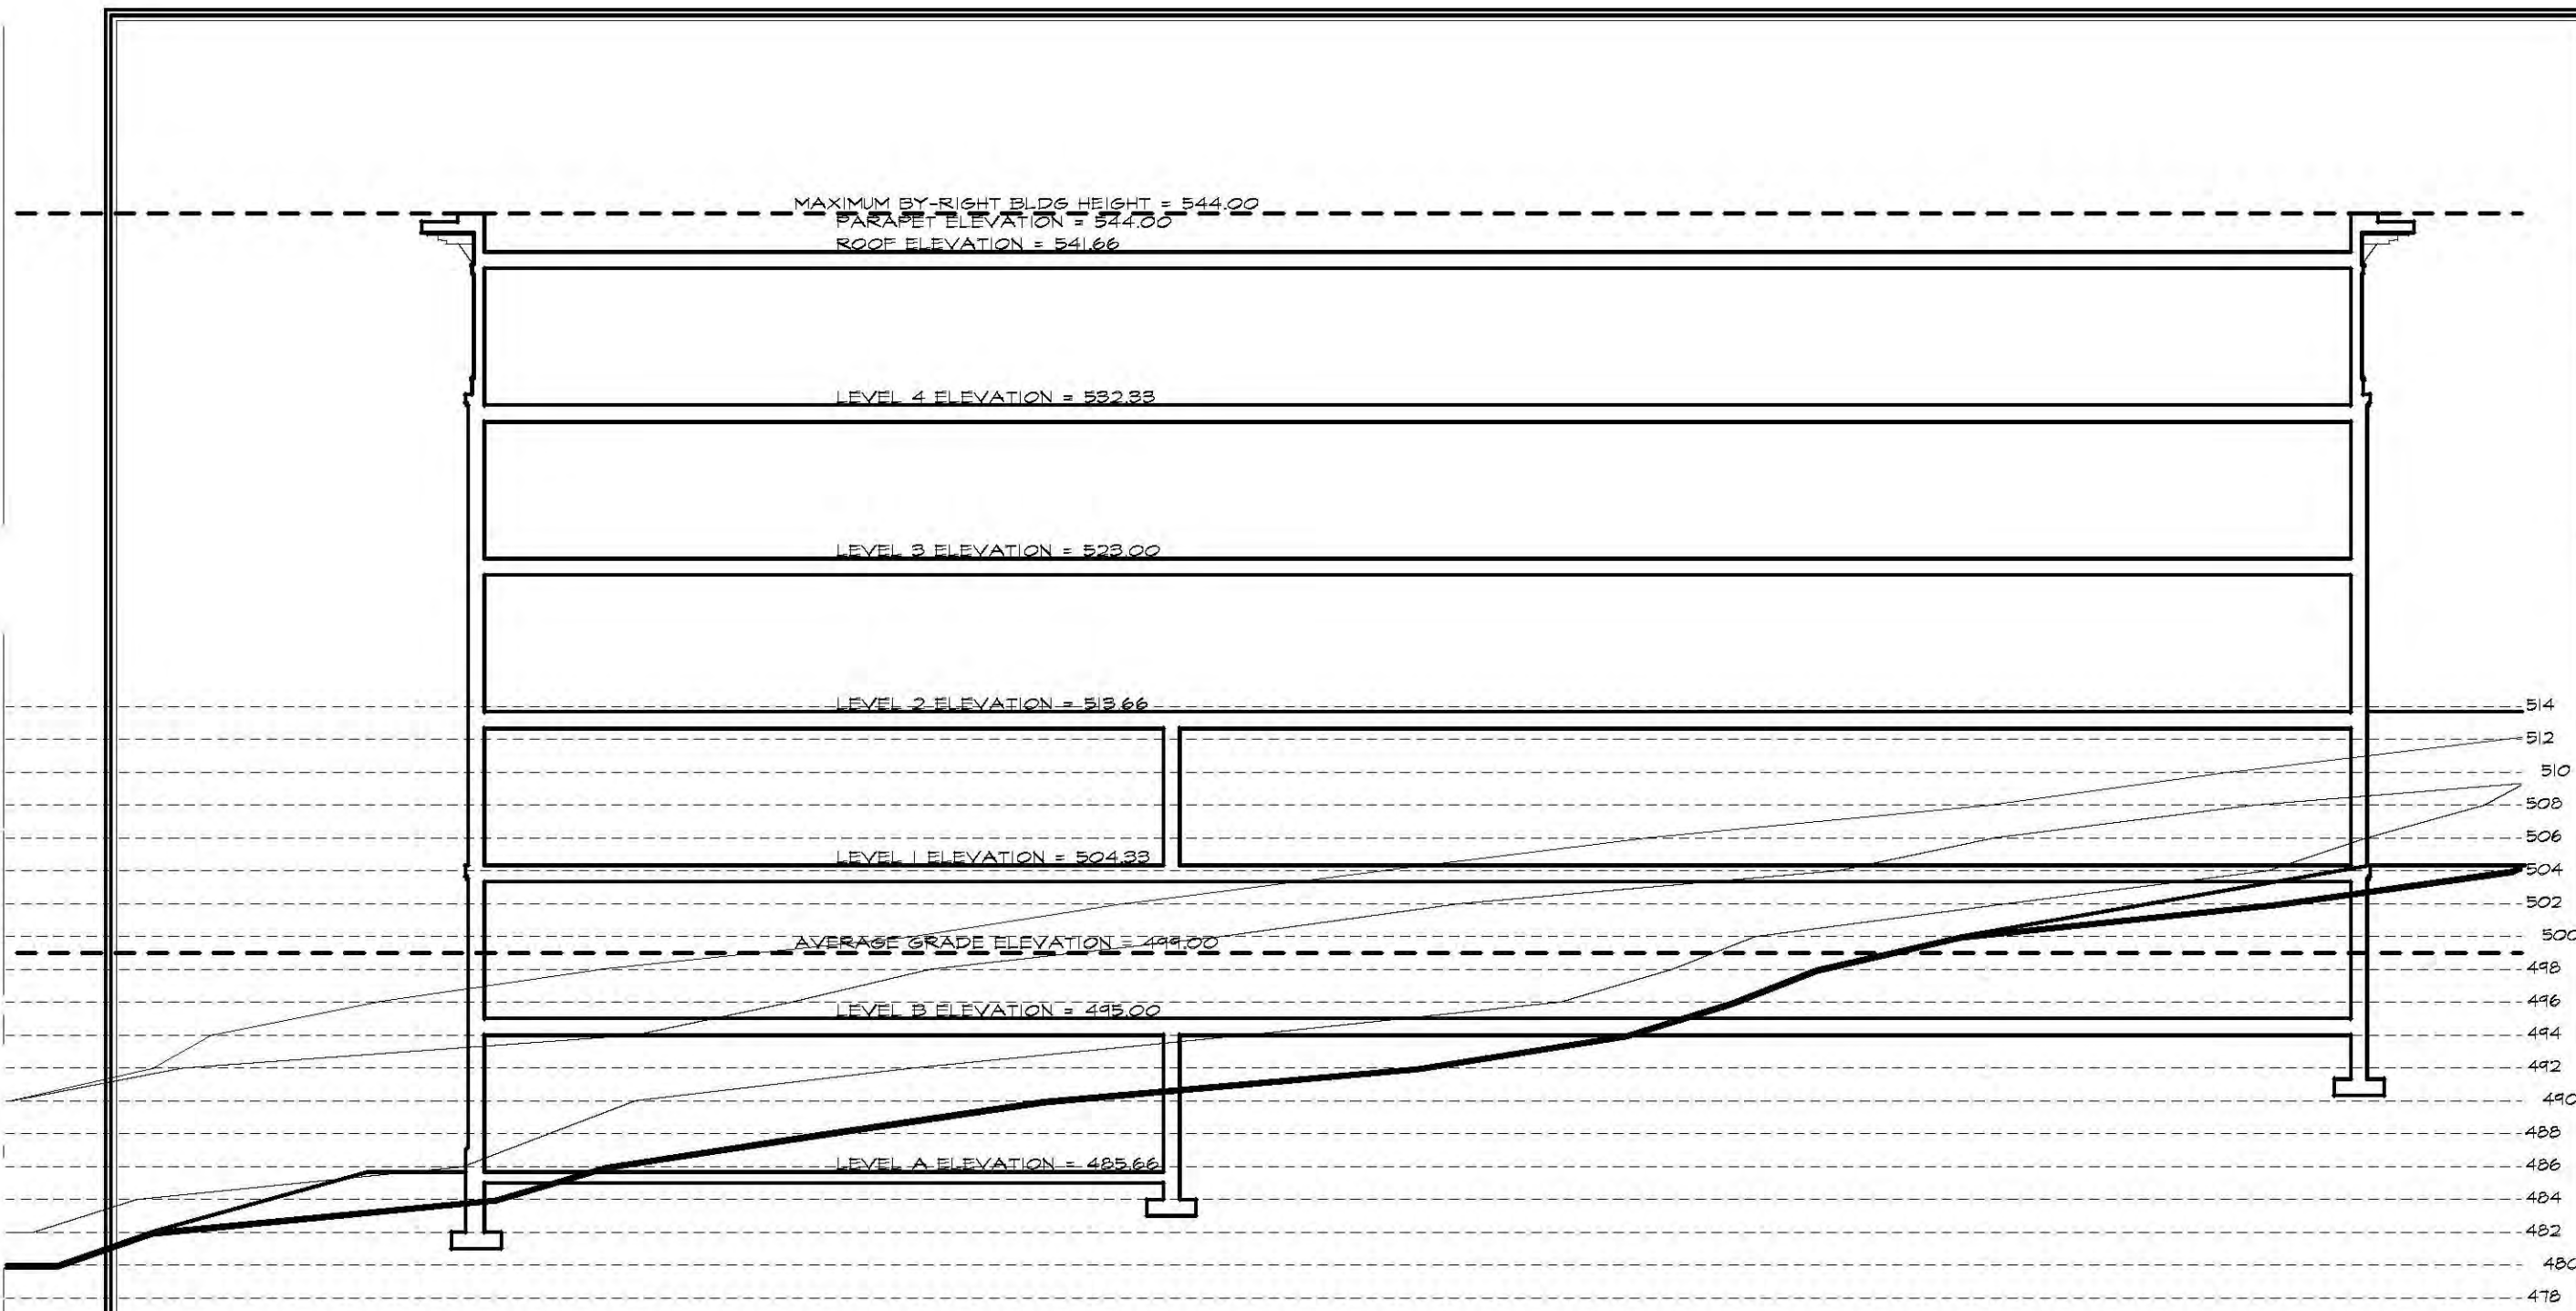 MAXIMUM BY-RIGHT BLDG HEIGHT = 544.00
PARAPET ELEVATION = 544.00
ROOF ELEVATION = 541.66
LEVEL 4 ELEVATION = 532.33
LEVEL 3 ELEVATION = 523.00
LEVEL 2 ELEVATION = 513.66
514
512
510
508
506
LEVEL 1 ELEVATION = 504.33
504
502
AVERAGE GRADE ELEVATION = 499.00
500
498
496
LEVEL B ELEVATION = 495.00
494
492
490
488
LEVEL A ELEVATION = 485.66
486
484
482
480
478